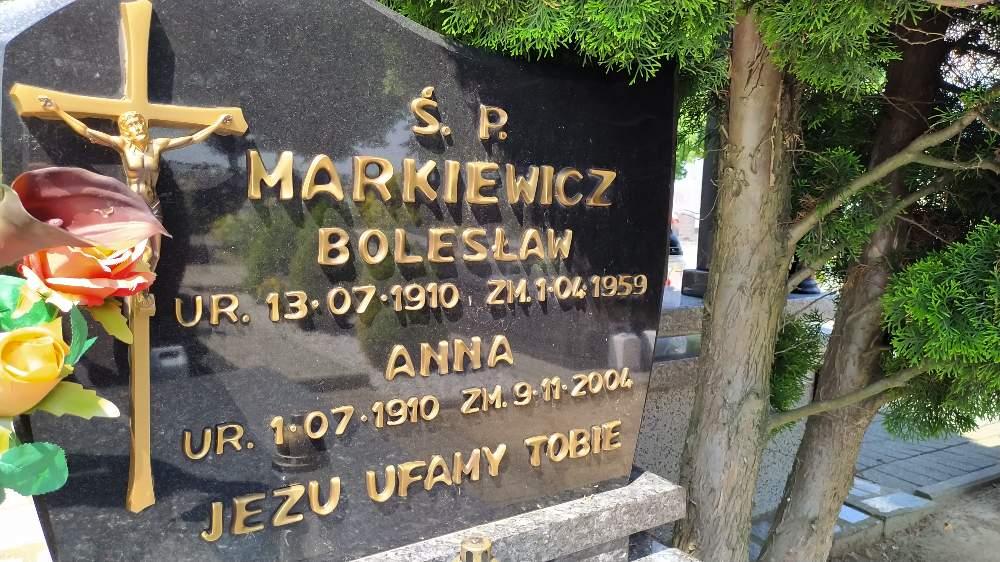 Ś. P.
MARKIEWICZ
BOLESŁAW
UR. 13·07·1910 ZM. 1·04·1959
ANNA
UR. 1·07·1910 ZM. 9·11·2004
JEZU UFAMY TOBIE